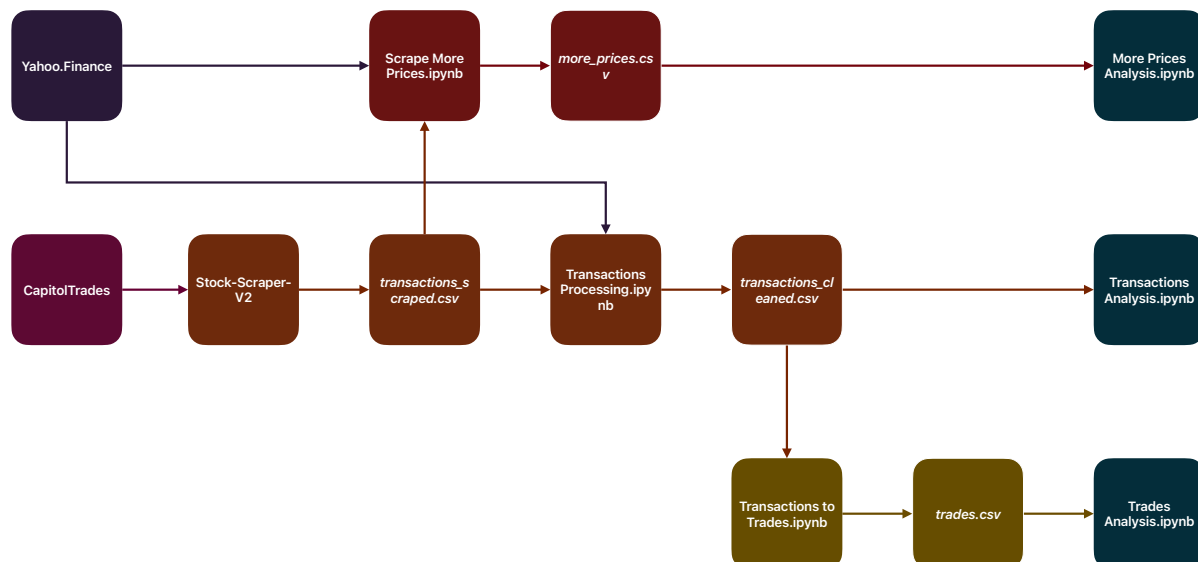 Yahoo.Finance
Scrape More
Prices.ipynb
more_prices.cs
v
More Prices
Analysis.ipynb
CapitolTrades
Stock-Scraper-
V2
transactions_s
craped.csv
Transactions
Processing.ipy
nb
transactions_cl
eaned.csv
Transactions
Analysis.ipynb
Transactions to
Trades.ipynb
trades.csv
Trades
Analysis.ipynb